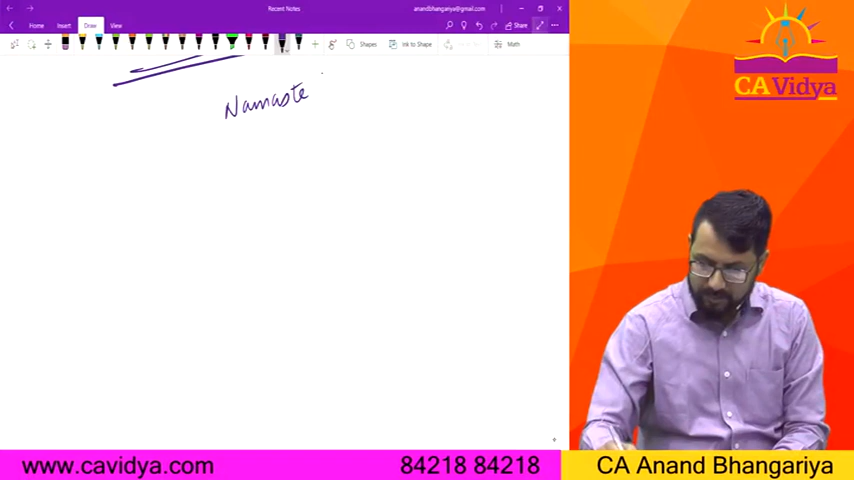 Recent Notes
anandbhangariya@gmail.com
Home Insert Draw View
Share
Shapes Ink to Shape Math
Namaste
CA Vidya
www.cavidya.com 84218 84218 CA Anand Bhangariya